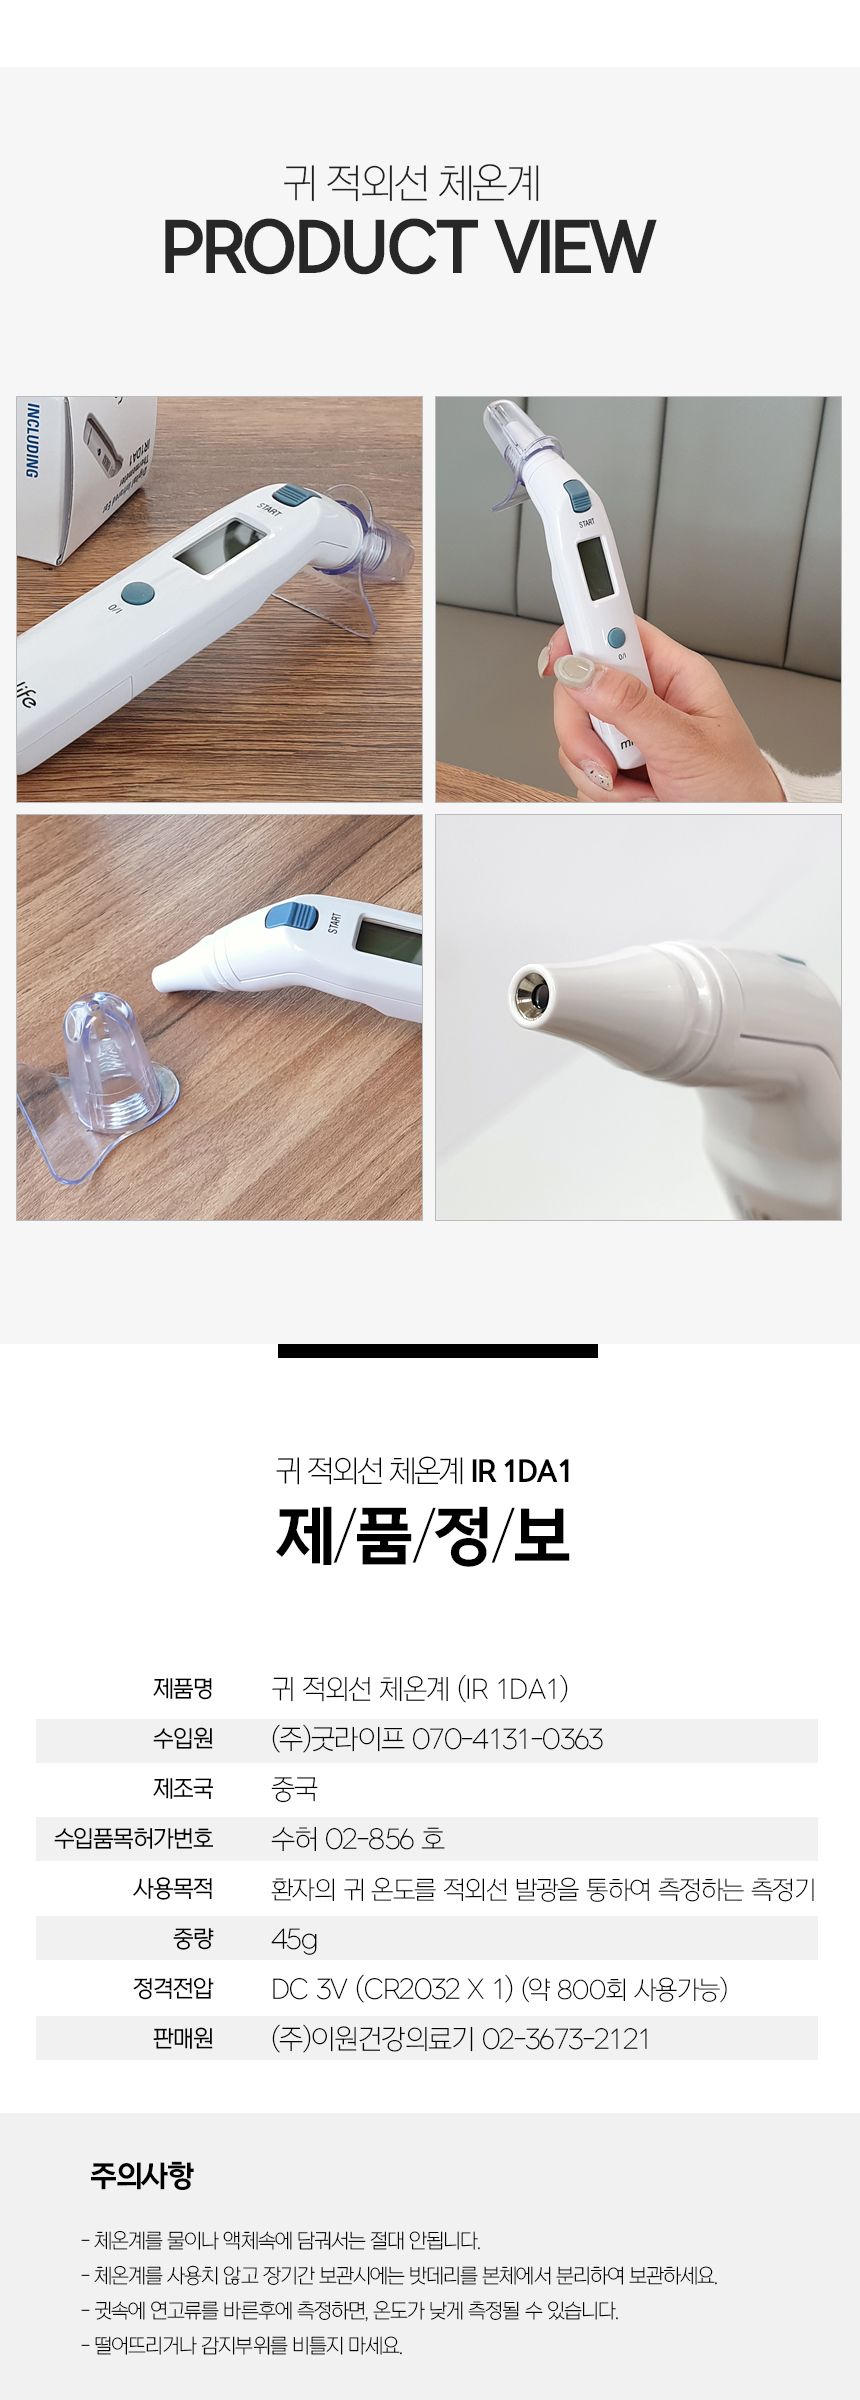 귀 적외선 체온계
PRODUCT VIEW
INCLUDING
IR1DA1
Digital Infrared Ear
Thermometer
START
0/I
life
START
0/I
START
귀 적외선 체온계 IR 1DA1
제/품/정/보
제품명 귀 적외선 체온계 (IR 1DA1)
수입원 (주)굿라이프 070-4131-0363
제조국 중국
수입품목허가번호 수허 02-856 호
사용목적 환자의 귀 온도를 적외선 발광을 통하여 측정하는 측정기
중량 45g
정격전압 DC 3V (CR2032 X 1) (약 800회 사용가능)
판매원 (주)이원건강의료기 02-3673-2121
주의사항
- 체온계를 물이나 액체속에 담궈서는 절대 안됩니다.
- 체온계를 사용치 않고 장기간 보관시에는 밧데리를 본체에서 분리하여 보관하세요.
- 귓속에 연고류를 바른후에 측정하면, 온도가 낮게 측정될 수 있습니다.
- 떨어뜨리거나 감지부위를 비틀지 마세요.